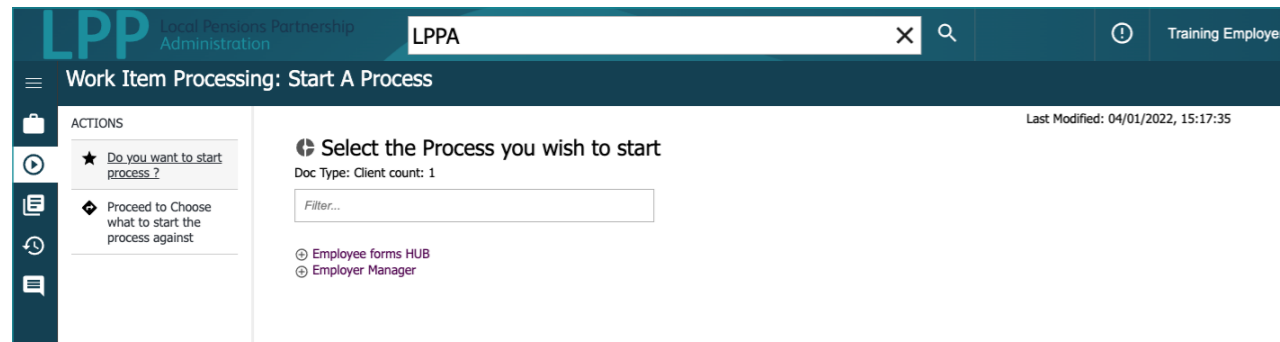 LPP Local Pensions Partnership
Administration
LPPA
Training Employer
Work Item Processing: Start A Process
ACTIONS
Last Modified: 04/01/2022, 15:17:35
Do you want to start
process ?
Proceed to Choose
what to start the
process against
Select the Process you wish to start
Doc Type: Client count: 1
Filter...
Employee forms HUB
Employer Manager